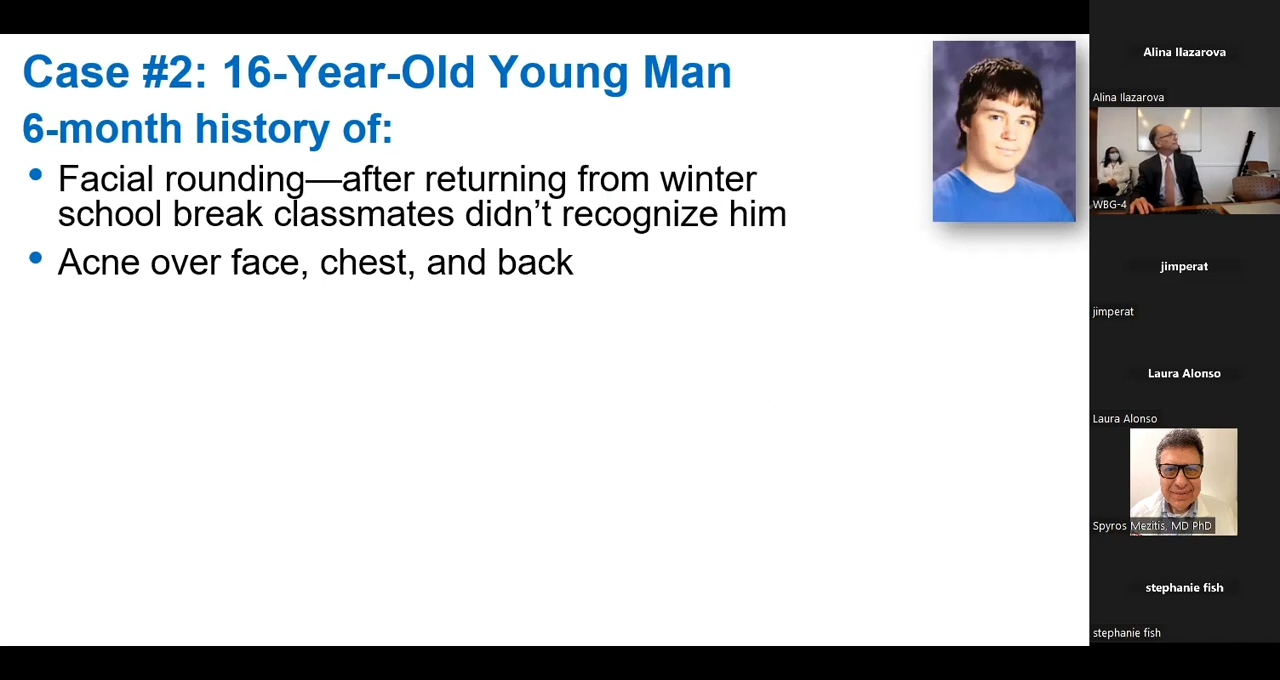 Case #2: 16-Year-Old Young Man
6-month history of:
• Facial rounding—after returning from winter
school break classmates didn’t recognize him
• Acne over face, chest, and back
Alina Ilazarova
Alina Ilazarova
WBG-4
jimperat
jimperat
Laura Alonso
Laura Alonso
Spyros Mezitis, MD PhD
stephanie fish
stephanie fish